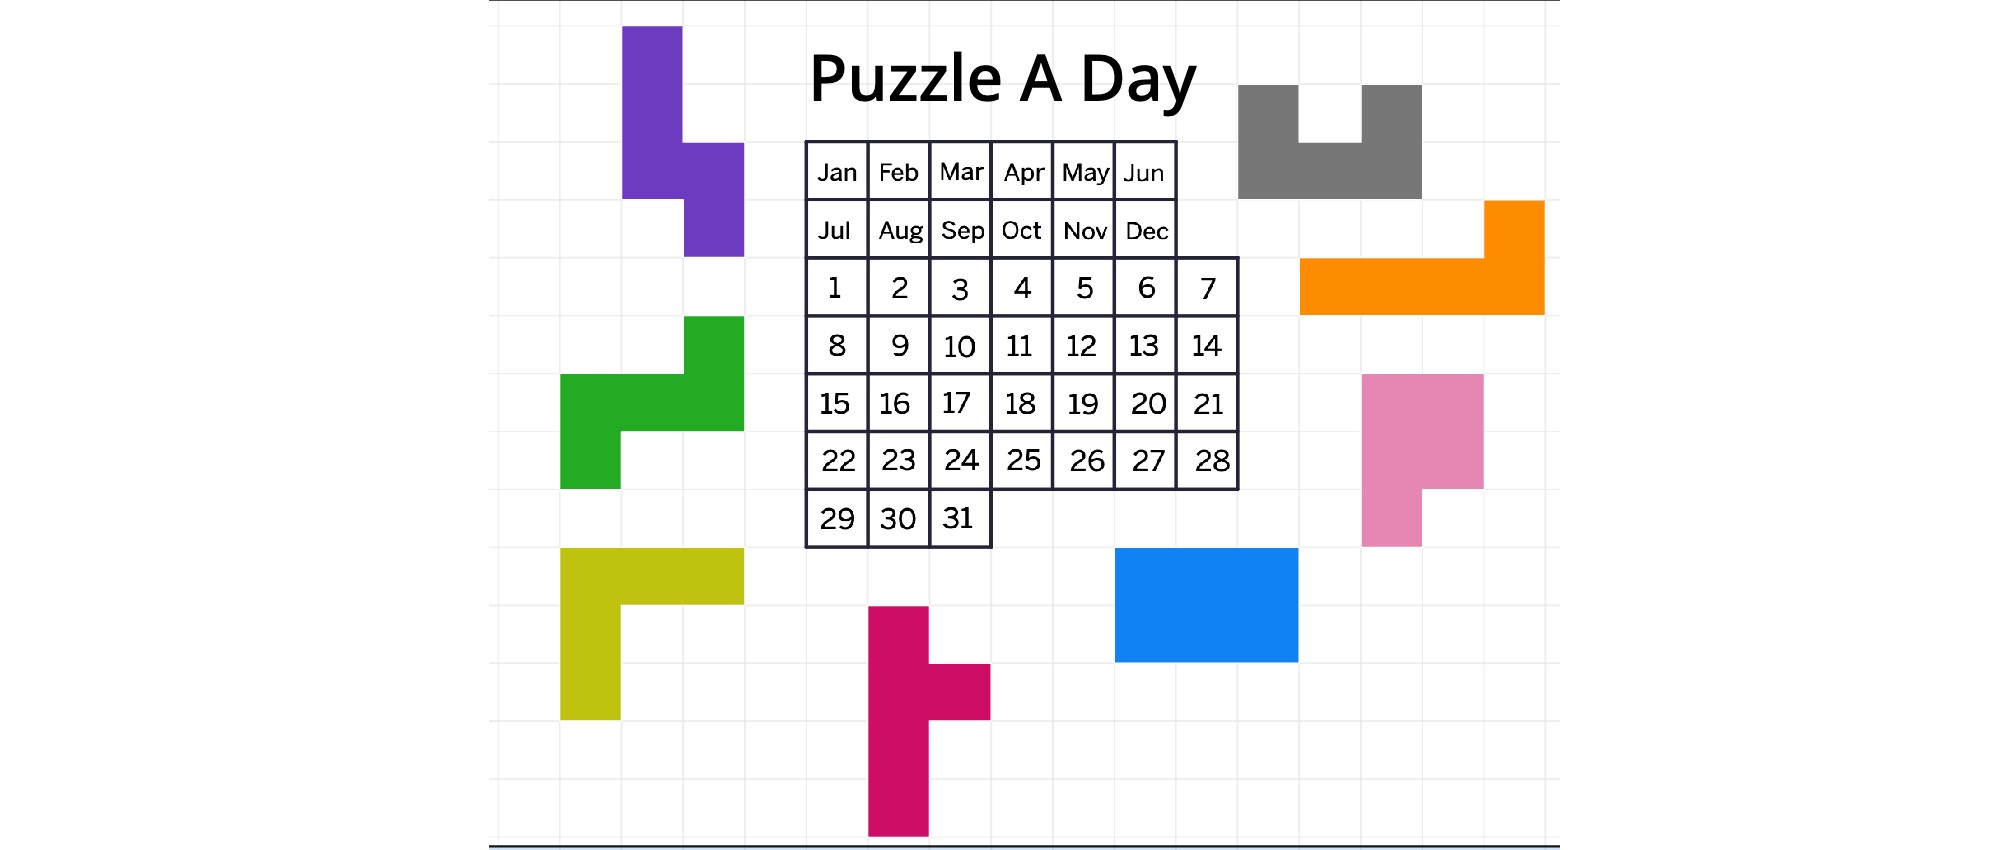 Puzzle A Day
Jan Feb Mar Apr May Jun
Jul Aug Sep Oct Nov Dec
1 2 3 4 5 6 7
8 9 10 11 12 13 14
15 16 17 18 19 20 21
22 23 24 25 26 27 28
29 30 31